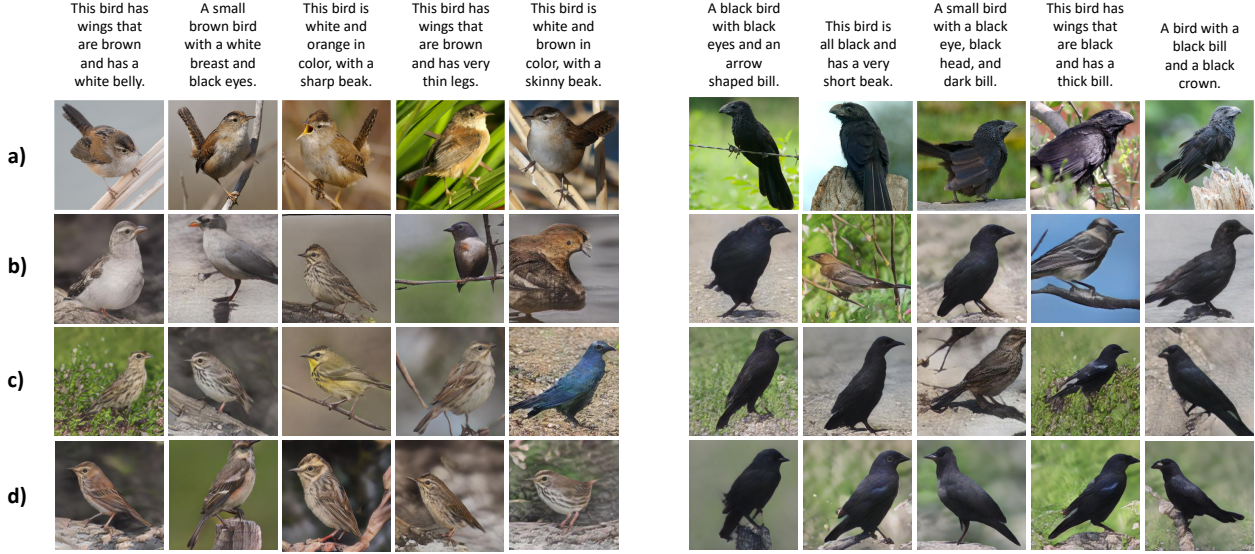 This bird has
wings that
are brown
and has a
white belly.
A small
brown bird
with a white
breast and
black eyes.
This bird is
white and
orange in
color, with a
sharp beak.
This bird has
wings that
are brown
and has very
thin legs.
This bird is
white and
brown in
color, with a
skinny beak.
A black bird
with black
eyes and an
arrow
shaped bill.
This bird is
all black and
has a very
short beak.
A small bird
with a black
eye, black
head, and
dark bill.
This bird has
wings that
are black
and has a
thick bill.
A bird with a
black bill
and a black
crown.
a)
b)
c)
d)